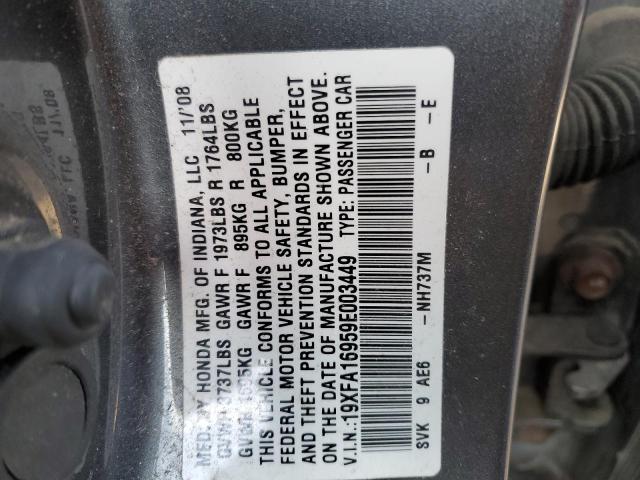 MFD. BY HONDA MFG. OF INDIANA, LLC 11/'08
GVWR 3737LBS GAWR F 1973LBS R 1764LBS
GVWR 1695KG GAWR F 895KG R 800KG
THIS VEHICLE CONFORMS TO ALL APPLICABLE
FEDERAL MOTOR VEHICLE SAFETY, BUMPER,
AND THEFT PREVENTION STANDARDS IN EFFECT
ON THE DATE OF MANUFACTURE SHOWN ABOVE.
V.I.N.:19XFA16959E003449 TYPE: PASSENGER CAR
SVK 9 AE6 -NH737M -B -E